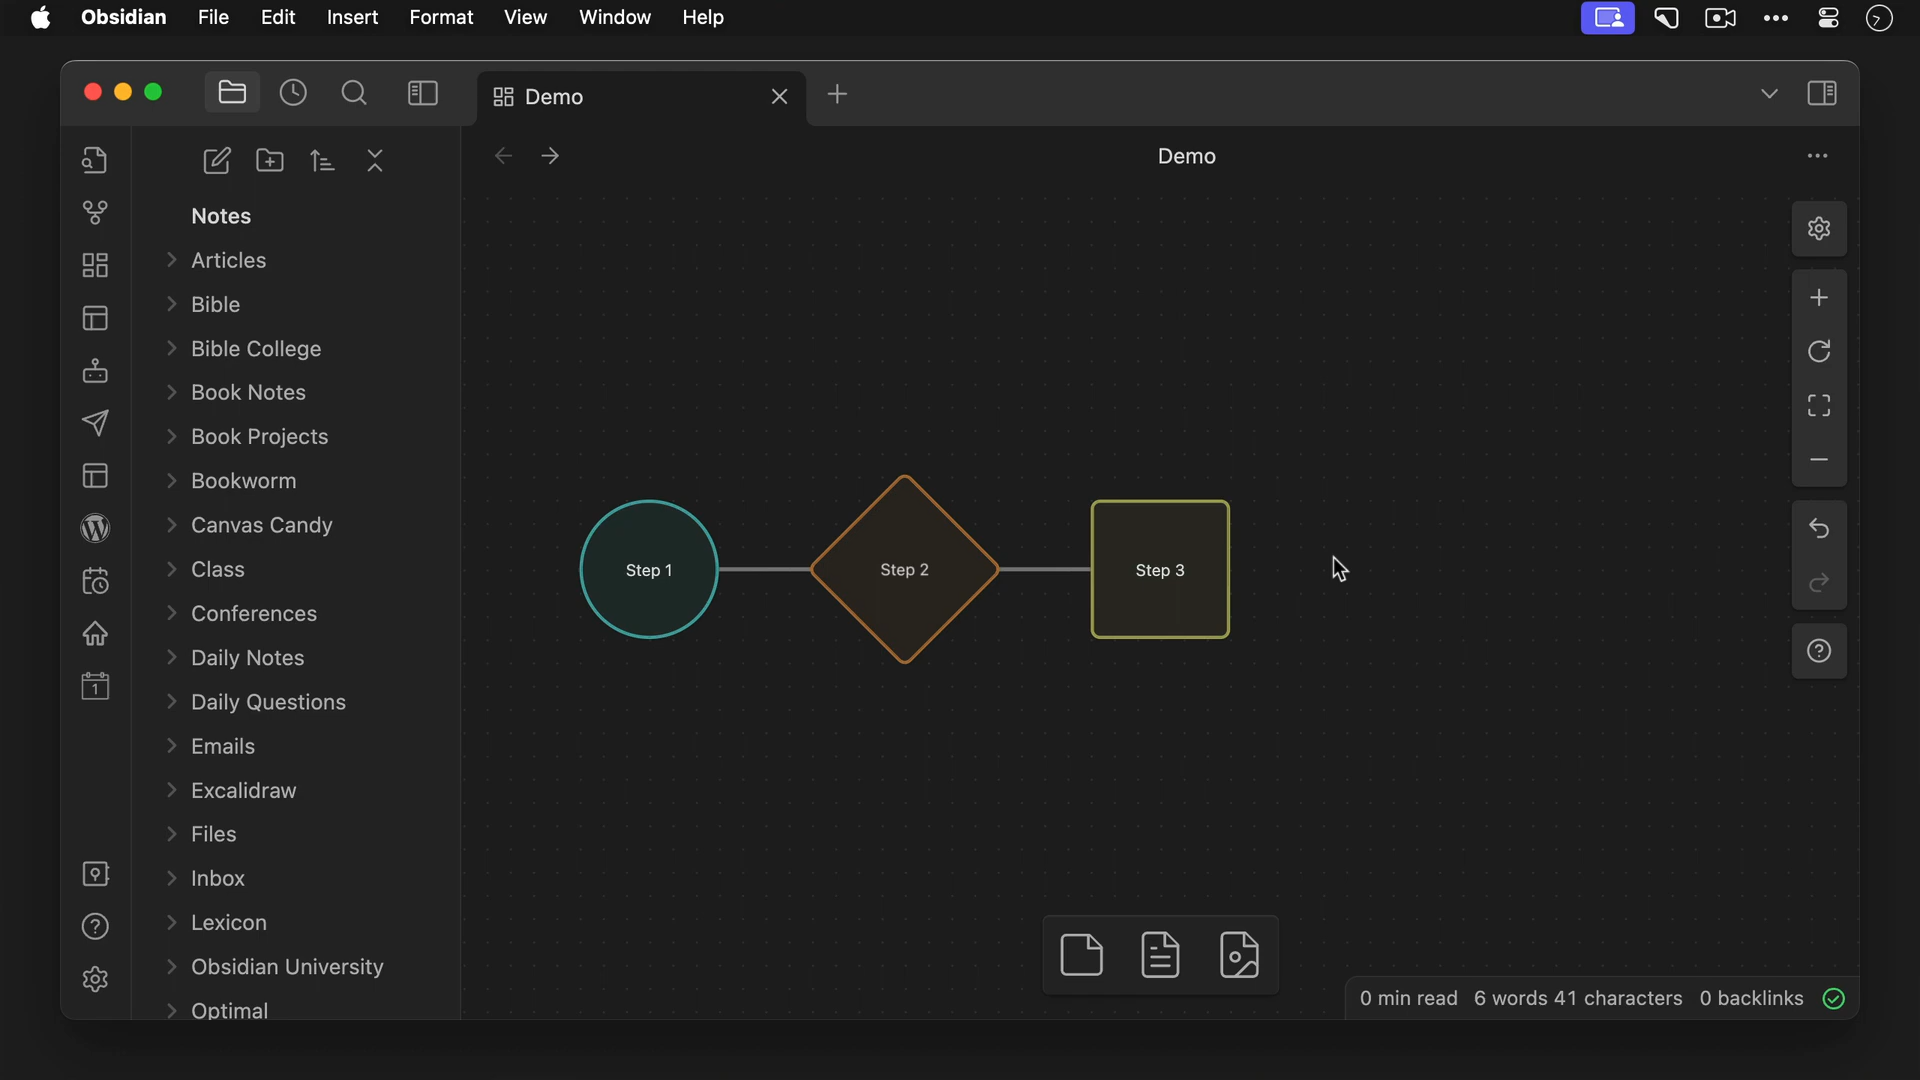 Obsidian File Edit Insert Format View Window Help
Demo
Demo
Notes
Articles
Bible
Bible College
Book Notes
Book Projects
Bookworm
Canvas Candy
Class
Conferences
Daily Notes
Daily Questions
Emails
Excalidraw
Files
Inbox
Lexicon
Obsidian University
Optimal
1
Step 1
Step 2
Step 3
0 min read 6 words 41 characters 0 backlinks